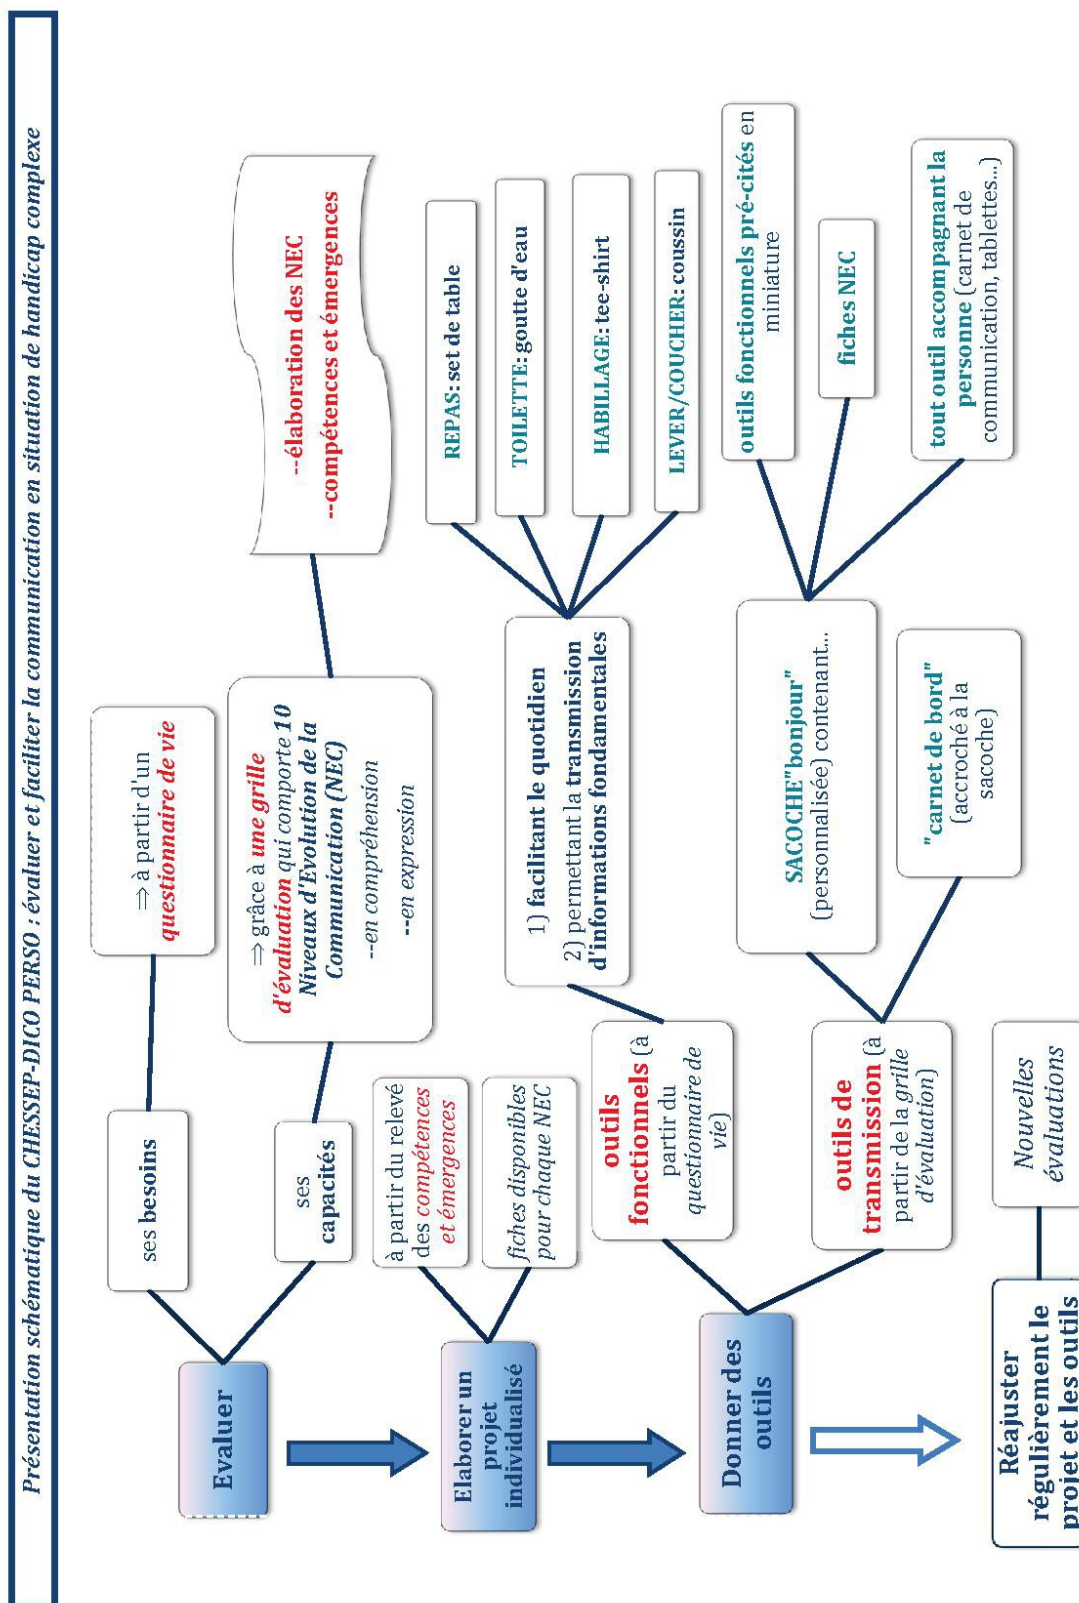 Présentation schématique du CHESSEP-DICO PERSO : évaluer et faciliter la communication en situation de handicap complexe
Evaluer
ses besoins
⇒ à partir d'un
questionnaire de vie
ses
capacités
⇒ grâce à une grille
d'évaluation qui comporte 10
Niveaux d'Evolution de la
Communication (NEC)
--en compréhension
--en expression
--élaboration des NEC
--compétences et émergences
Elaborer un
projet
individualisé
à partir du relevé
des compétences
et émergences
fiches disponibles
pour chaque NEC
Donner des
outils
outils
fonctionnels (à
partir du
questionnaire de
vie)
1) facilitant le quotidien
2) permettant la transmission
d'informations fondamentales
REPAS: set de table
TOILETTE: goutte d'eau
HABILLAGE: tee-shirt
LEVER/COUCHER: coussin
outils de
transmission (à
partir de la grille
d'évaluation)
SACOCHE"bonjour"
(personnalisée) contenant...
outils fonctionnels pré-cités en
miniature
fiches NEC
tout outil accompagnant la
personne (carnet de
communication, tablettes...)
"carnet de bord"
(accroché à la
sacoche)
Réajuster
régulièrement le
projet et les outils
Nouvelles
évaluations